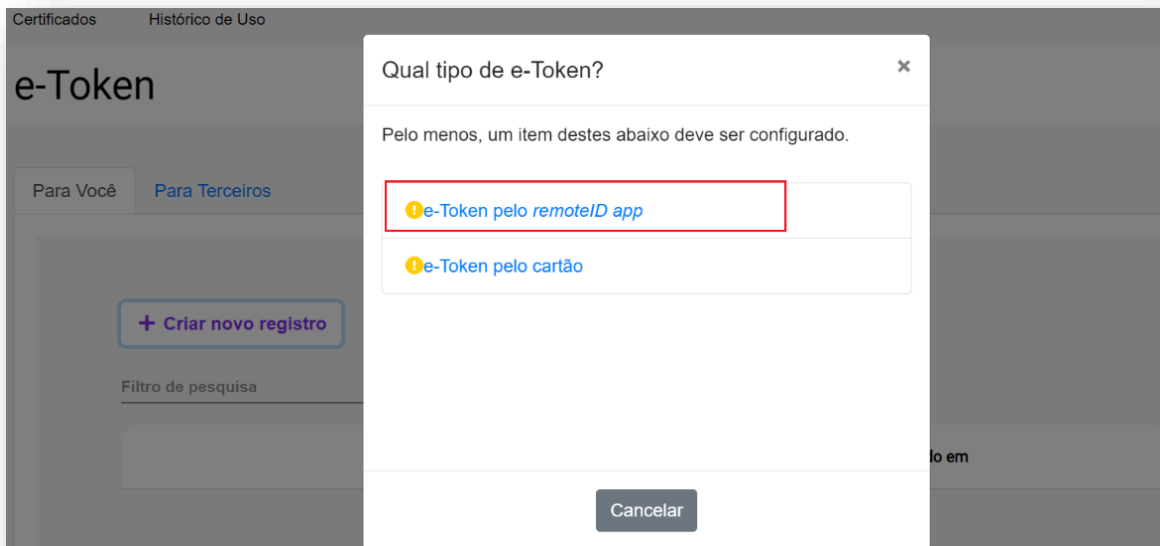 Certificados Histórico de Uso
e-Token
Para Você Para Terceiros
+ Criar novo registro
Filtro de pesquisa
Qual tipo de e-Token? ×
Pelo menos, um item destes abaixo deve ser configurado.
e-Token pelo remoteID app
e-Token pelo cartão
em
Cancelar